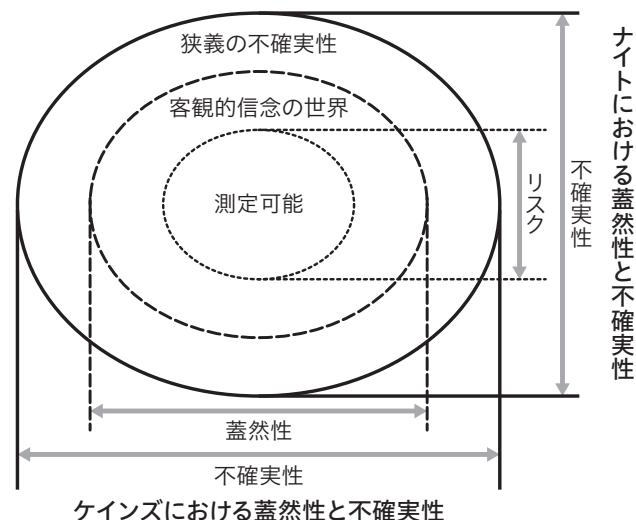 狭義の不確実性
客観的信念の世界
測定可能
リスク
不確実性
ナイトにおける蓋然性と不確実性
蓋然性
不確実性
ケインズにおける蓋然性と不確実性